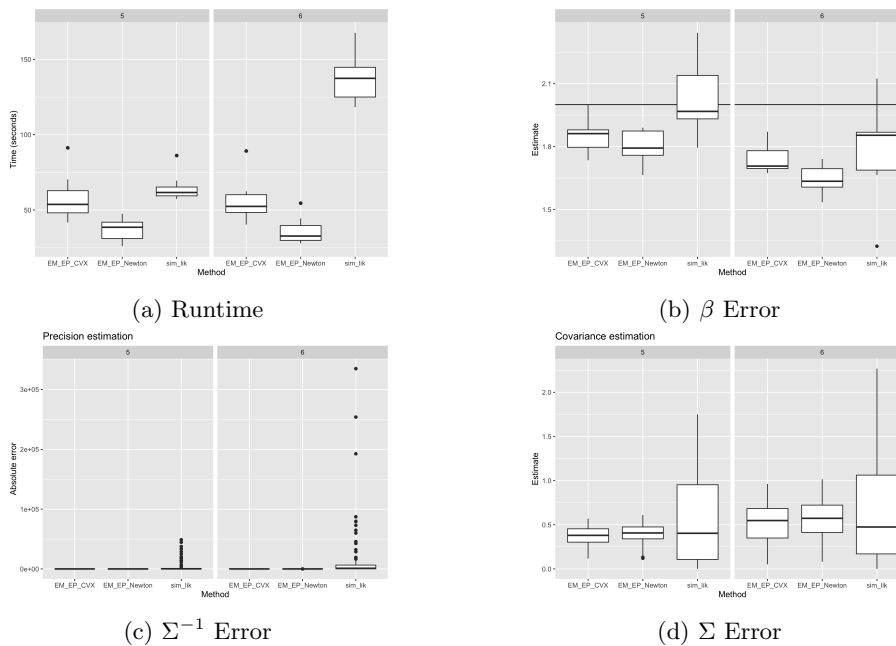 5
6
150
100
50
Time (seconds)
EM_EP_CVX
EM_EP_Newton
sim_lik
EM_EP_CVX
EM_EP_Newton
sim_lik
Method
(a) Runtime
5
6
2.1
1.8
1.5
Estimate
EM_EP_CVX
EM_EP_Newton
sim_lik
EM_EP_CVX
EM_EP_Newton
sim_lik
Method
(b) β Error
Precision estimation
5
6
3e+05
2e+05
1e+05
0e+00
Absolute error
EM_EP_CVX
EM_EP_Newton
sim_lik
EM_EP_CVX
EM_EP_Newton
sim_lik
Method
(c) Σ⁻¹ Error
Covariance estimation
5
6
2.0
1.5
1.0
0.5
0.0
Estimate
EM_EP_CVX
EM_EP_Newton
sim_lik
EM_EP_CVX
EM_EP_Newton
sim_lik
Method
(d) Σ Error